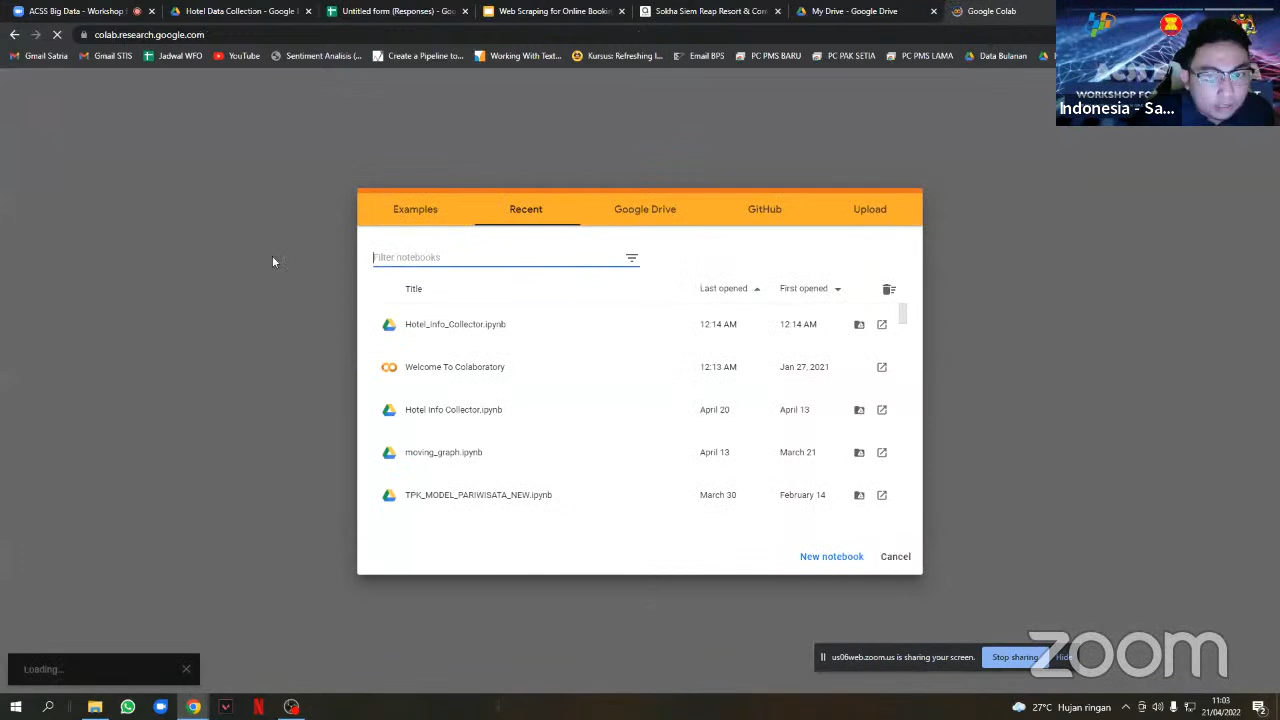 ACSS Big Data - Workshop
Hotel Data Collection - Google
Untitled form (Responses) - Goo
Web Scraping for Online Bookin
Sokha Siem Reap Resort & Con
My Drive - Google Drive
Google Colab
colab.research.google.com
Gmail Satria
Gmail STIS
Jadwal WFO
YouTube
Sentiment Analysis (...
Create a Pipeline to...
Working With Text...
Kursus: Refreshing I...
Email BPS
PC PMS BARU
PC PAK SETIA
PC PMS LAMA
Data Bulanan
WORKSHOP FO
Indonesia - Sa...
Examples
Recent
Google Drive
GitHub
Upload
Filter notebooks
Title
Last opened
First opened
Hotel_Info_Collector.ipynb
12:14 AM
12:14 AM
Welcome To Colaboratory
12:13 AM
Jan 27, 2021
Hotel Info Collector.ipynb
April 20
April 13
moving_graph.ipynb
April 13
March 21
TPK_MODEL_PARIWISATA_NEW.ipynb
March 30
February 14
New notebook
Cancel
Loading...
us06web.zoom.us is sharing your screen.
Stop sharing
Hide
zoom
27°C Hujan ringan
11:03
21/04/2022
2